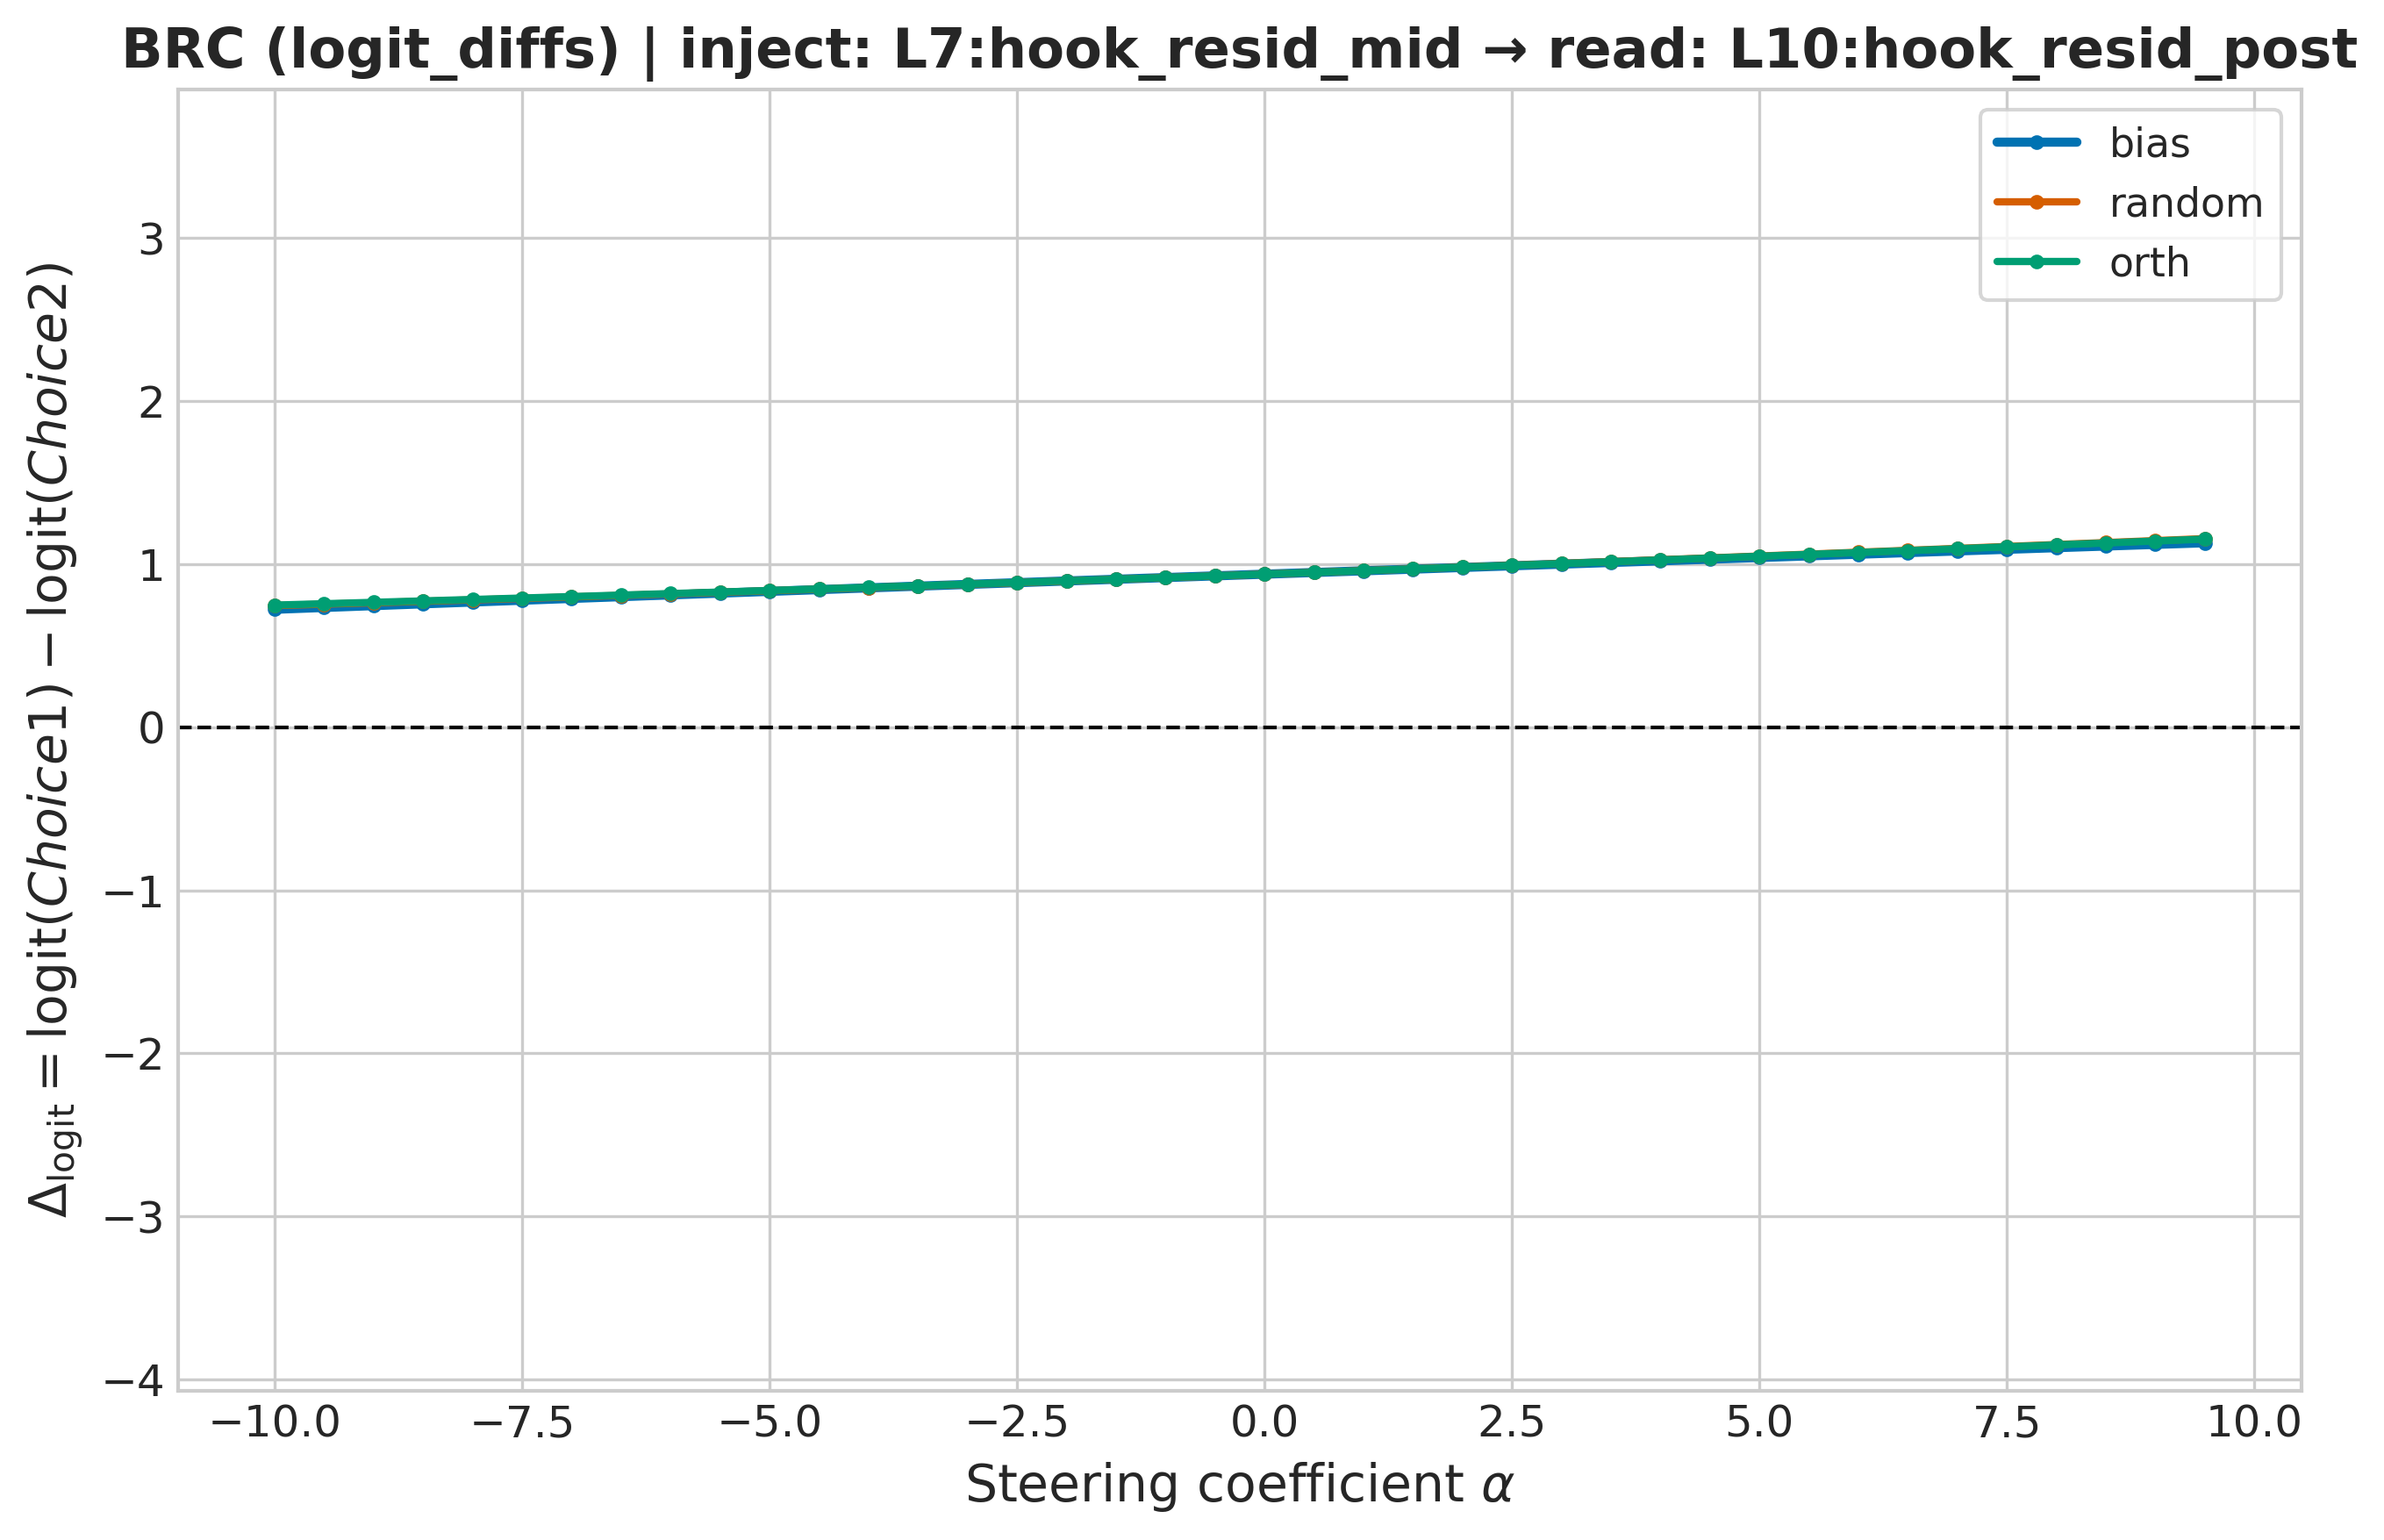 BRC (logit_diffs) | inject: L7:hook_resid_mid → read: L10:hook_resid_post
bias
random
orth
3
2
1
0
−1
−2
−3
−4
Δlogit = logit(Choice1) − logit(Choice2)
−10.0 −7.5 −5.0 −2.5 0.0 2.5 5.0 7.5 10.0
Steering coefficient α